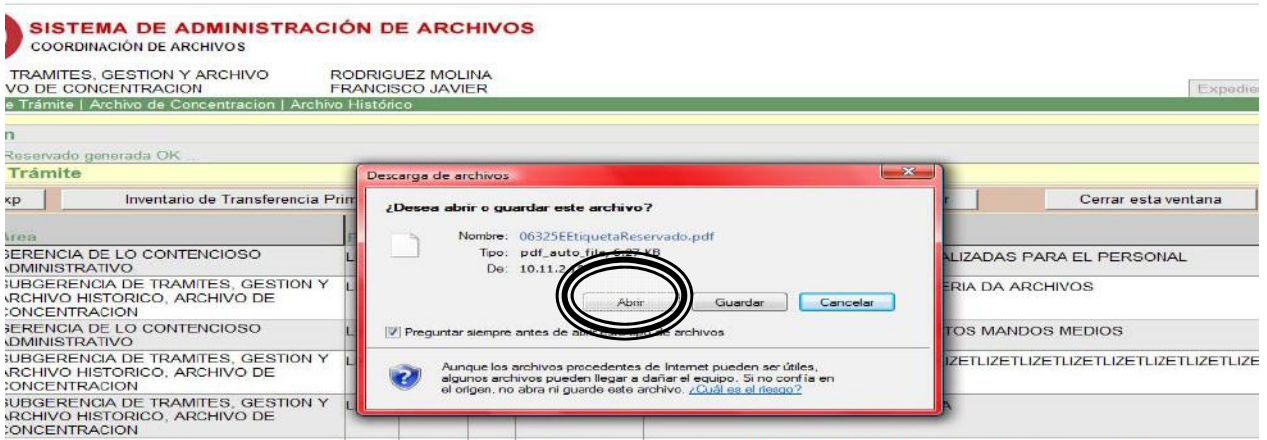 SISTEMA DE ADMINISTRACIÓN DE ARCHIVOS
COORDINACIÓN DE ARCHIVOS
TRAMITES, GESTION Y ARCHIVO
VO DE CONCENTRACION
RODRIGUEZ MOLINA
FRANCISCO JAVIER
Expedie
e Trámite | Archivo de Concentracion | Archivo Histórico
n
Reservado generada OK ...
Trámite
xp
Inventario de Transferencia Prim
r
Cerrar esta ventana
Area
GERENCIA DE LO CONTENCIOSO
ADMINISTRATIVO
ALIZADAS PARA EL PERSONAL
SUBGERENCIA DE TRAMITES, GESTION Y
ARCHIVO HISTORICO, ARCHIVO DE
CONCENTRACION
ERIA DA ARCHIVOS
GERENCIA DE LO CONTENCIOSO
ADMINISTRATIVO
TOS MANDOS MEDIOS
SUBGERENCIA DE TRAMITES, GESTION Y
ARCHIVO HISTORICO, ARCHIVO DE
CONCENTRACION
IZETLIZETLIZETLIZETLIZETLIZETLIZETLIZE
SUBGERENCIA DE TRAMITES, GESTION Y
ARCHIVO HISTORICO, ARCHIVO DE
CONCENTRACION
A
Descarga de archivos
¿Desea abrir o guardar este archivo?
Nombre: 06325EEtiquetaReservado.pdf
Tipo: pdf_auto_file, 6.27 KB
De: 10.11.2
Abrir
Guardar
Cancelar
Preguntar siempre antes de abrir de archivos
Aunque los archivos procedentes de Internet pueden ser útiles,
algunos archivos pueden llegar a dañar el equipo. Si no confía en
el origen, no abra ni guarde este archivo. ¿Cuál es el riesgo?